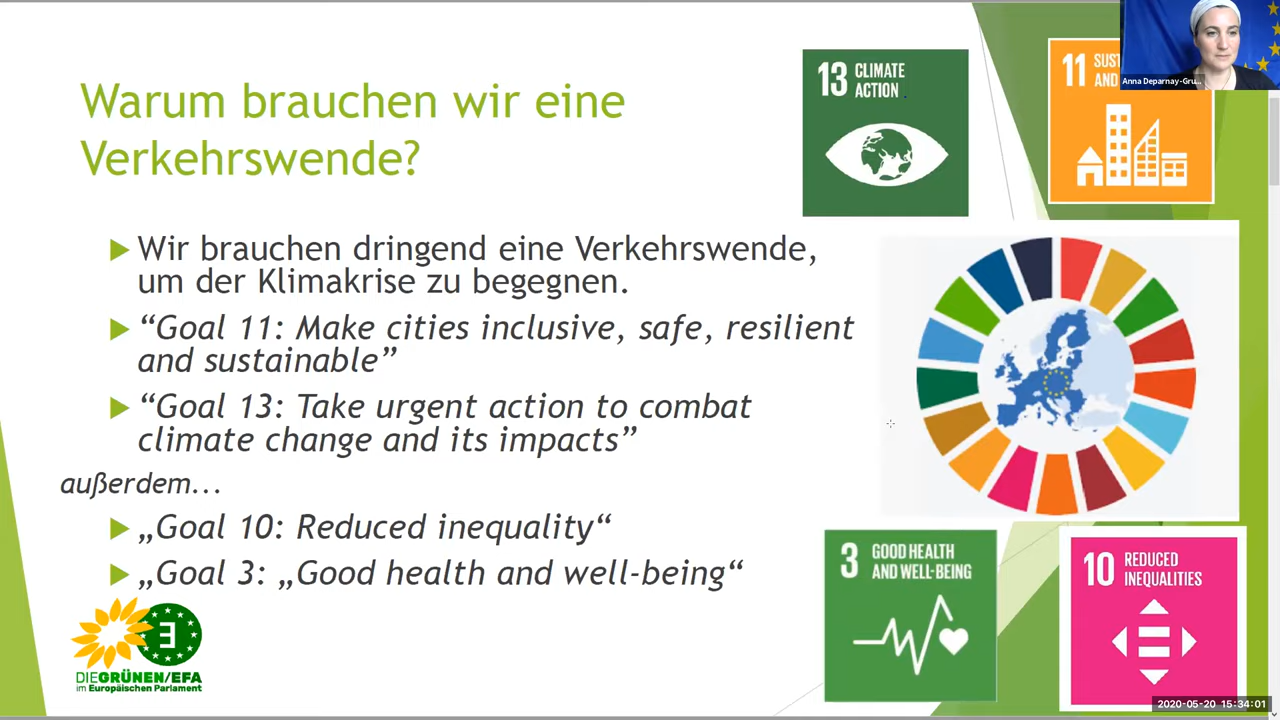 Warum brauchen wir eine
Verkehrswende?
Wir brauchen dringend eine Verkehrswende,
um der Klimakrise zu begegnen.
“Goal 11: Make cities inclusive, safe, resilient
and sustainable”
“Goal 13: Take urgent action to combat
climate change and its impacts”
außerdem...
„Goal 10: Reduced inequality“
„Goal 3: „Good health and well-being“
DIEGRÜNEN/EFA
im Europäischen Parlament
13 CLIMATE
ACTION
11 SUST
AND
Anna Deparnay-Gru...
3 GOOD HEALTH
AND WELL-BEING
10 REDUCED
INEQUALITIES
2020-05-20 15:34:01